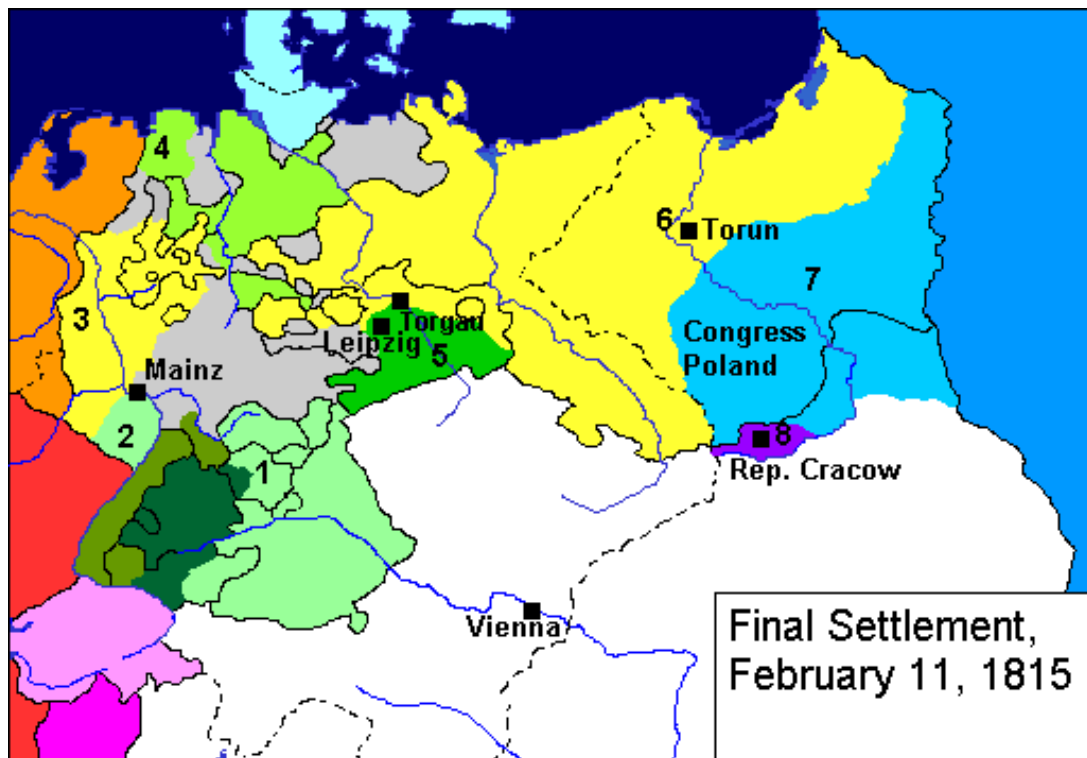 4
6
Torun
7
3
Torgau
Leipzig
5
Congress
Poland
Mainz
2
8
1
Rep. Cracow
Vienna
Final Settlement,
February 11, 1815